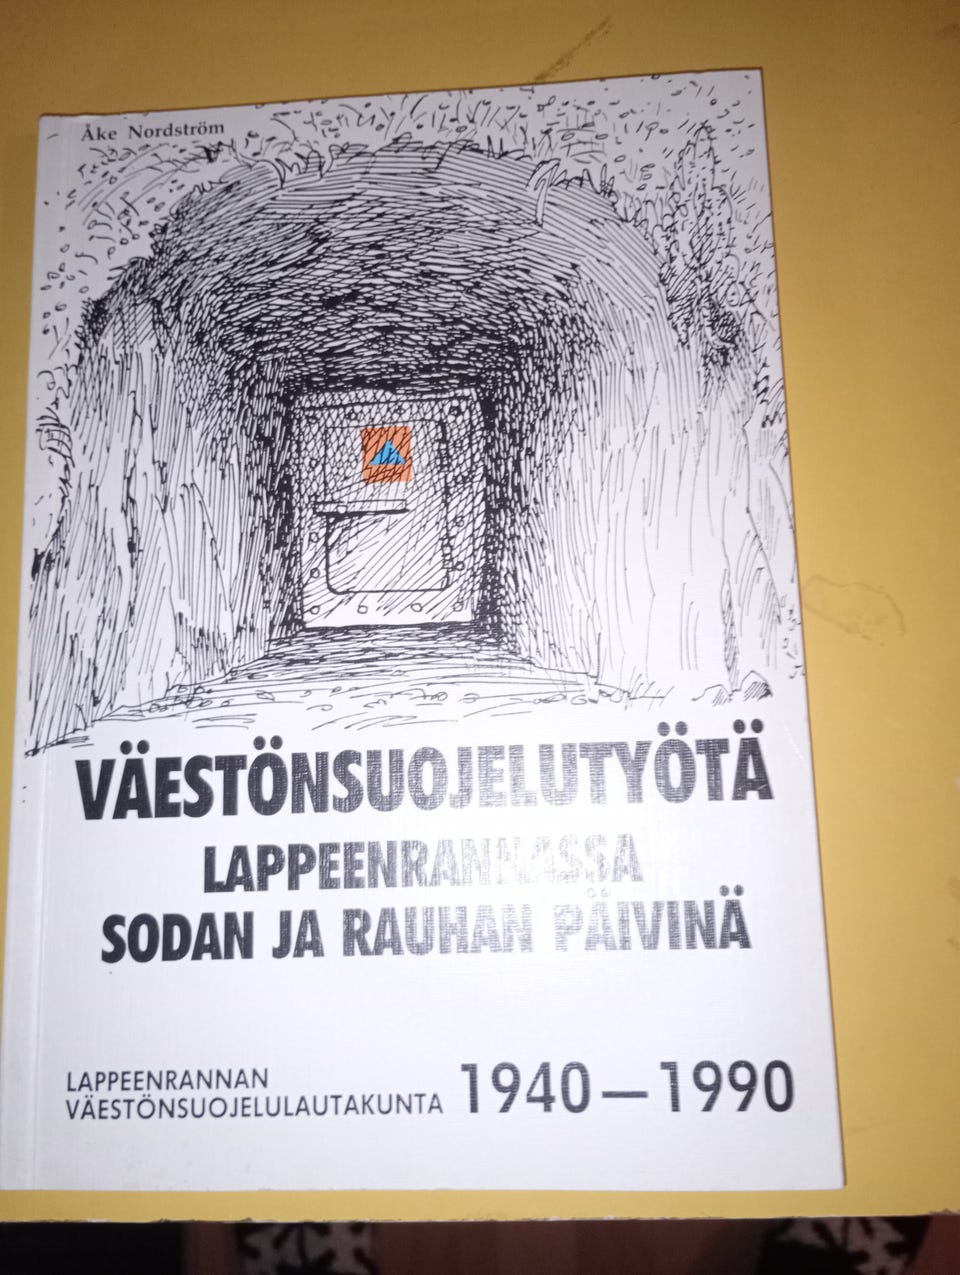 Åke Nordström
VÄESTÖNSUOJELUTYÖTÄ
LAPPEENRANNASSA
SODAN JA RAUHAN PÄIVINÄ
LAPPEENRANNAN
VÄESTÖNSUOJELULAUTAKUNTA 1940—1990